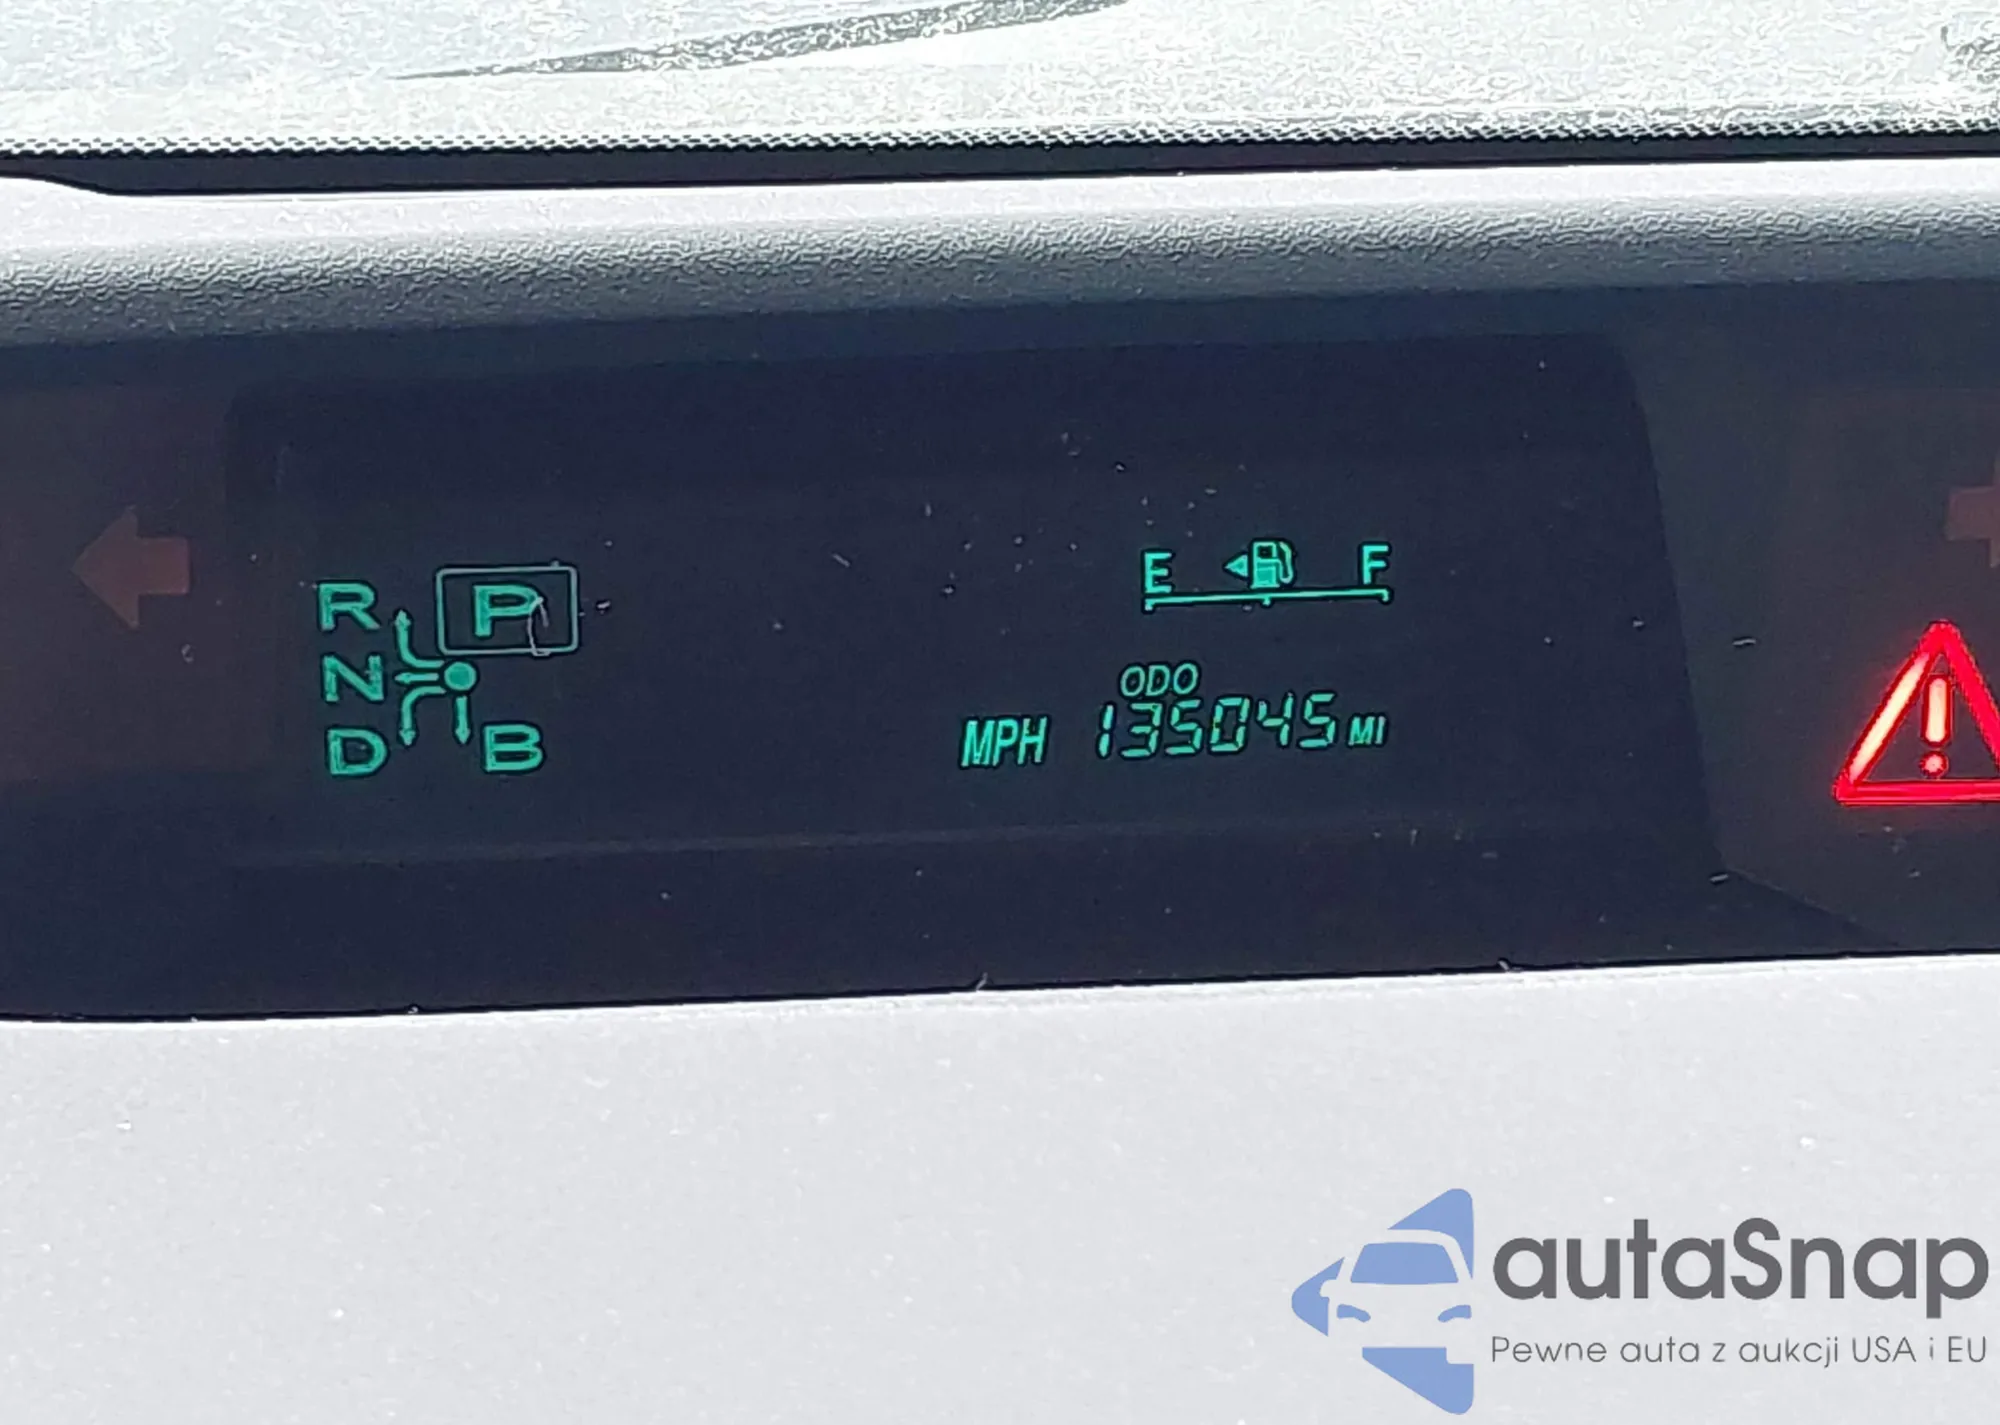 E F
R P
N
D B
ODO
MPH 135045 MI
autaSnap
Pewne auta z aukcji USA i EU